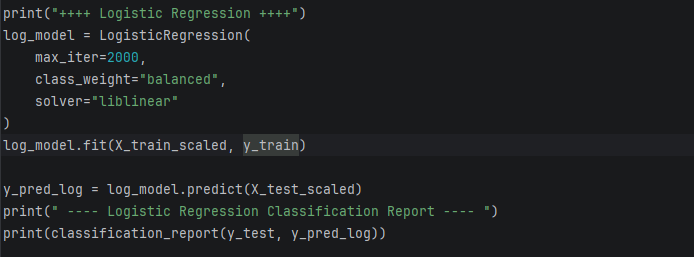 print("++++ Logistic Regression ++++")
log_model = LogisticRegression(
    max_iter=2000,
    class_weight="balanced",
    solver="liblinear"
)
log_model.fit(X_train_scaled, y_train)
y_pred_log = log_model.predict(X_test_scaled)
print(" ---- Logistic Regression Classification Report ---- ")
print(classification_report(y_test, y_pred_log))